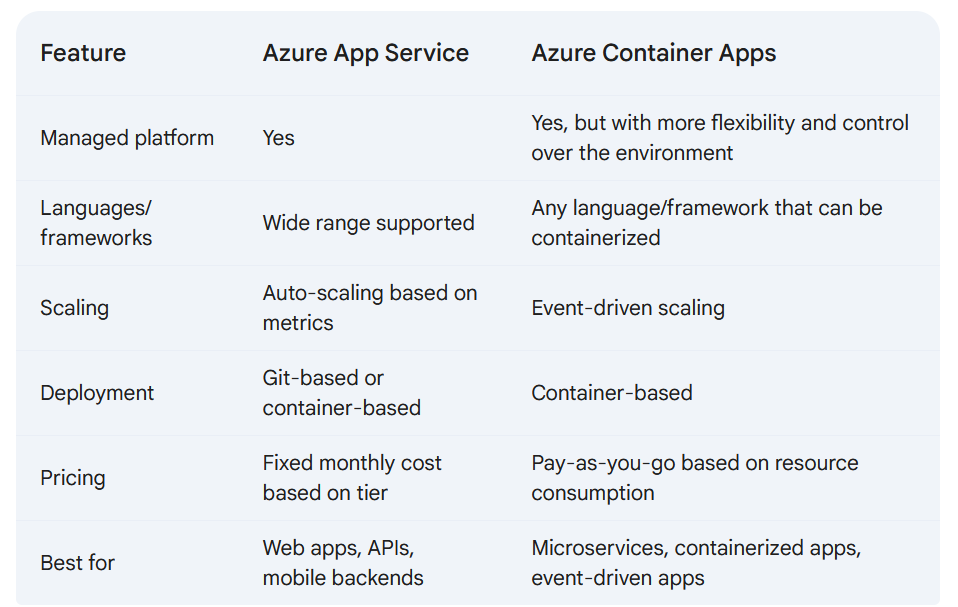 Feature Azure App Service Azure Container Apps
Managed platform Yes Yes, but with more flexibility and control
over the environment
Languages/
frameworks
Wide range supported
Any language/framework that can be
containerized
Scaling
Auto-scaling based on
metrics
Event-driven scaling
Deployment
Git-based or
container-based
Container-based
Pricing
Fixed monthly cost
based on tier
Pay-as-you-go based on resource
consumption
Best for
Web apps, APIs,
mobile backends
Microservices, containerized apps,
event-driven apps